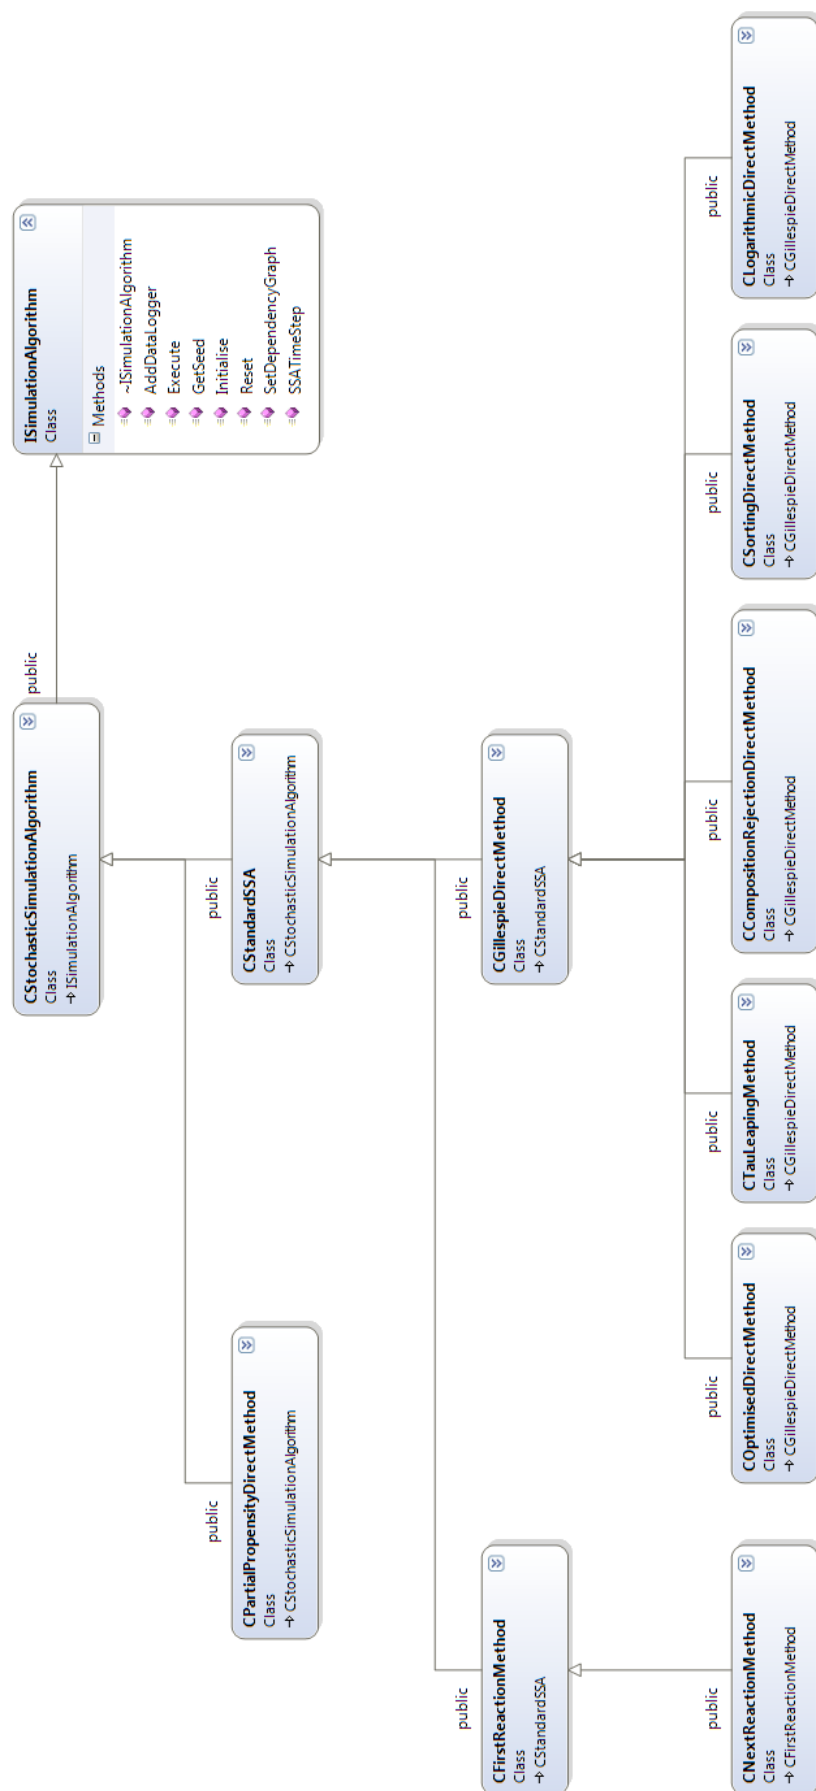 CStochasticSimulationAlgorithm
Class
ISimulationAlgorithm
public
ISimulationAlgorithm
Class
Methods
~ISimulationAlgorithm
AddDataLogger
Execute
GetSeed
Initialise
Reset
SetDependencyGraph
SSATimeStep
public
public
CPartialPropensityDirectMethod
Class
CStochasticSimulationAlgorithm
CStandardSSA
Class
CStochasticSimulationAlgorithm
public
public
CFirstReactionMethod
Class
CStandardSSA
CGillespieDirectMethod
Class
CStandardSSA
public
public
public
public
public
public
CNextReactionMethod
Class
CFirstReactionMethod
COptimisedDirectMethod
Class
CGillespieDirectMethod
CTauLeapingMethod
Class
CGillespieDirectMethod
CCompositionRejectionDirectMethod
Class
CGillespieDirectMethod
CSortingDirectMethod
Class
CGillespieDirectMethod
CLogarithmicDirectMethod
Class
CGillespieDirectMethod